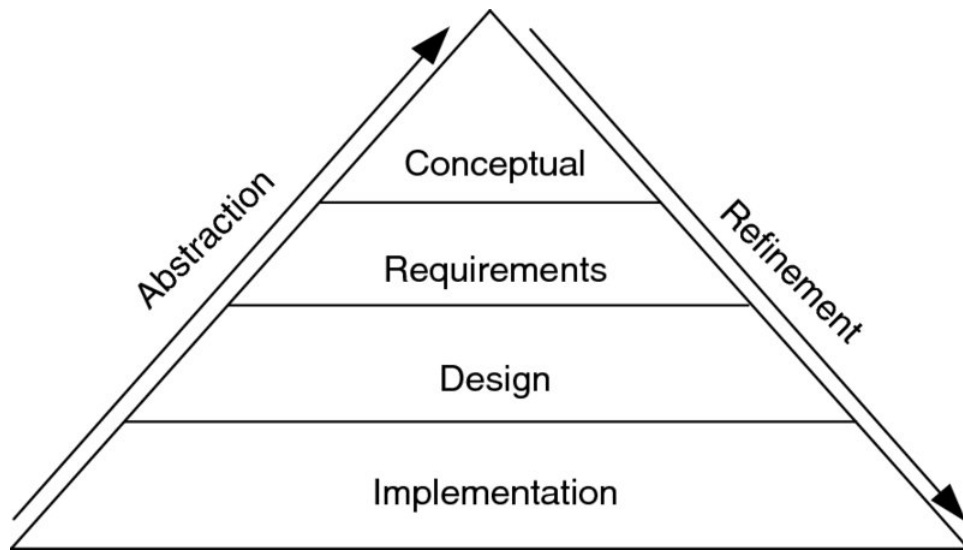 Conceptual
Abstraction
Refinement
Requirements
Design
Implementation